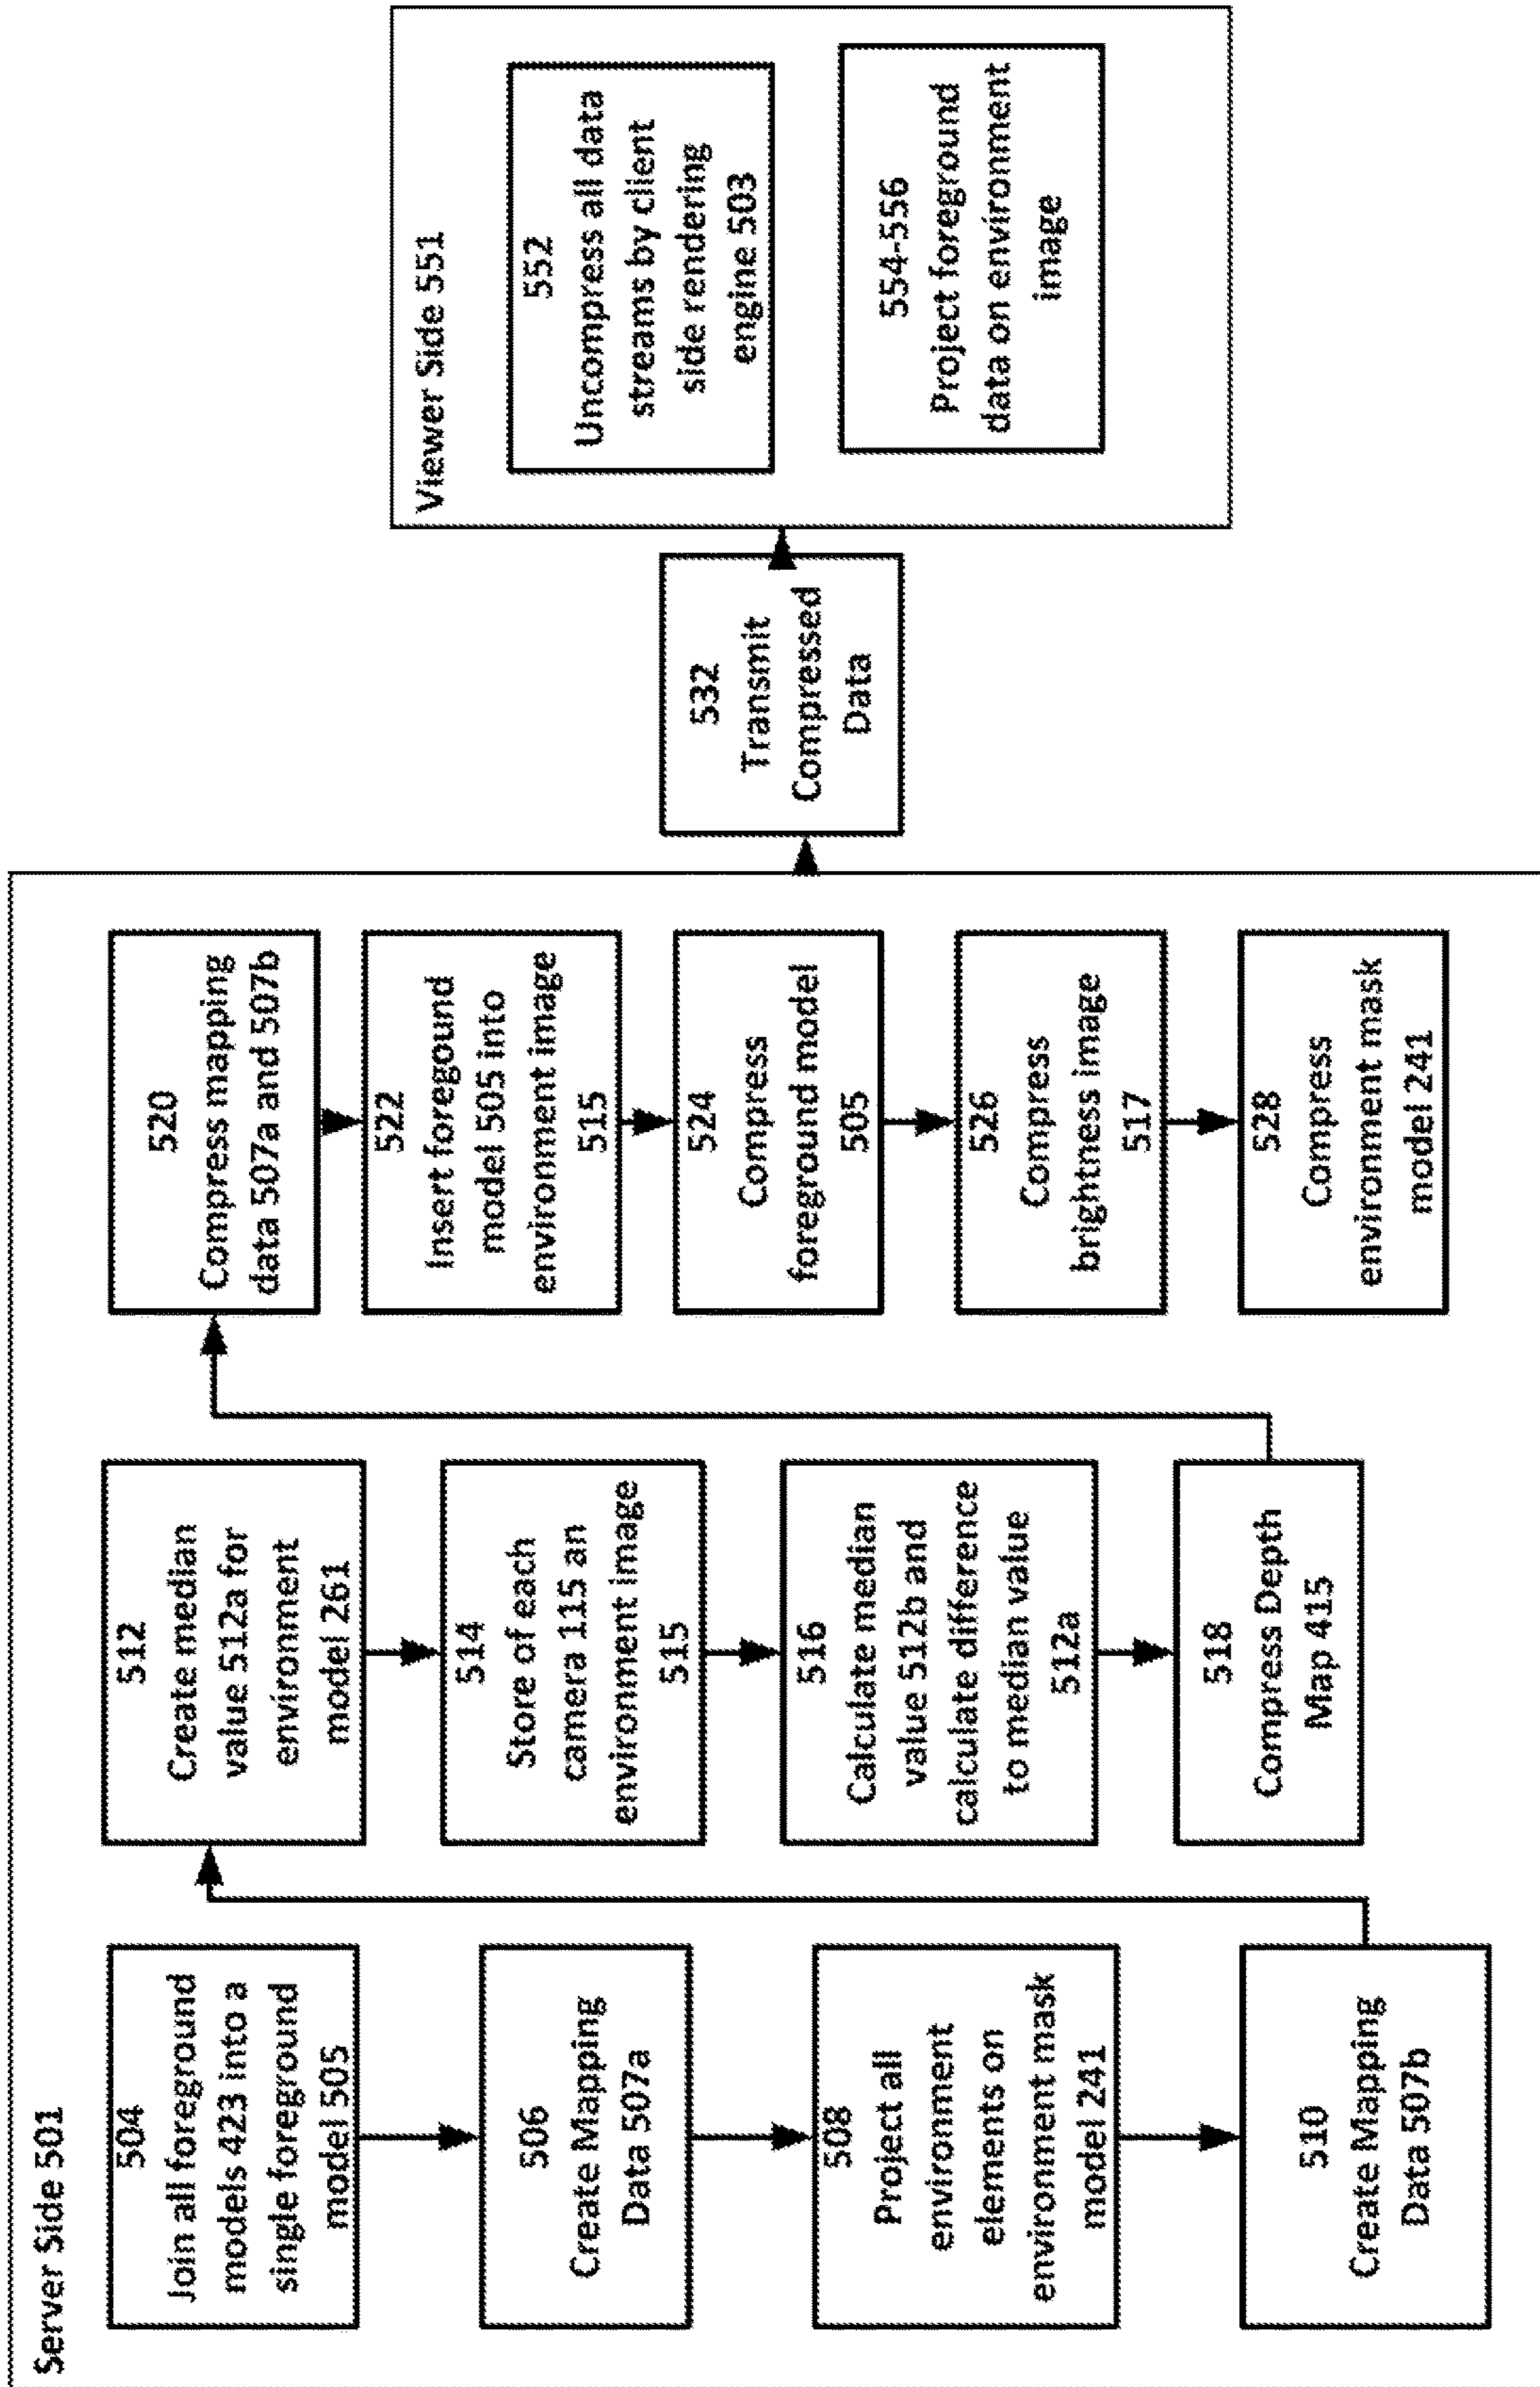 Server Side 501
504
Join all foreground
models 423 into a
single foreground
model 505
506
Create Mapping
Data 507a
508
Project all
environment
elements on
environment mask
model 241
510
Create Mapping
Data 507b
512
Create median
value 512a for
environment
model 261
514
Store of each
camera 115 an
environment image
515
516
Calculate median
value 512b and
calculate difference
to median value
512a
518
Compress Depth
Map 415
520
Compress mapping
data 507a and 507b
522
Insert foregound
model 505 into
environment image
515
524
Compress
foreground model
505
526
Compress
brightness image
517
528
Compress
environment mask
model 241
532
Transmit
Compressed
Data
Viewer Side 551
552
Uncompress all data
streams by client
side rendering
engine 503
554-556
Project foreground
data on environment
image